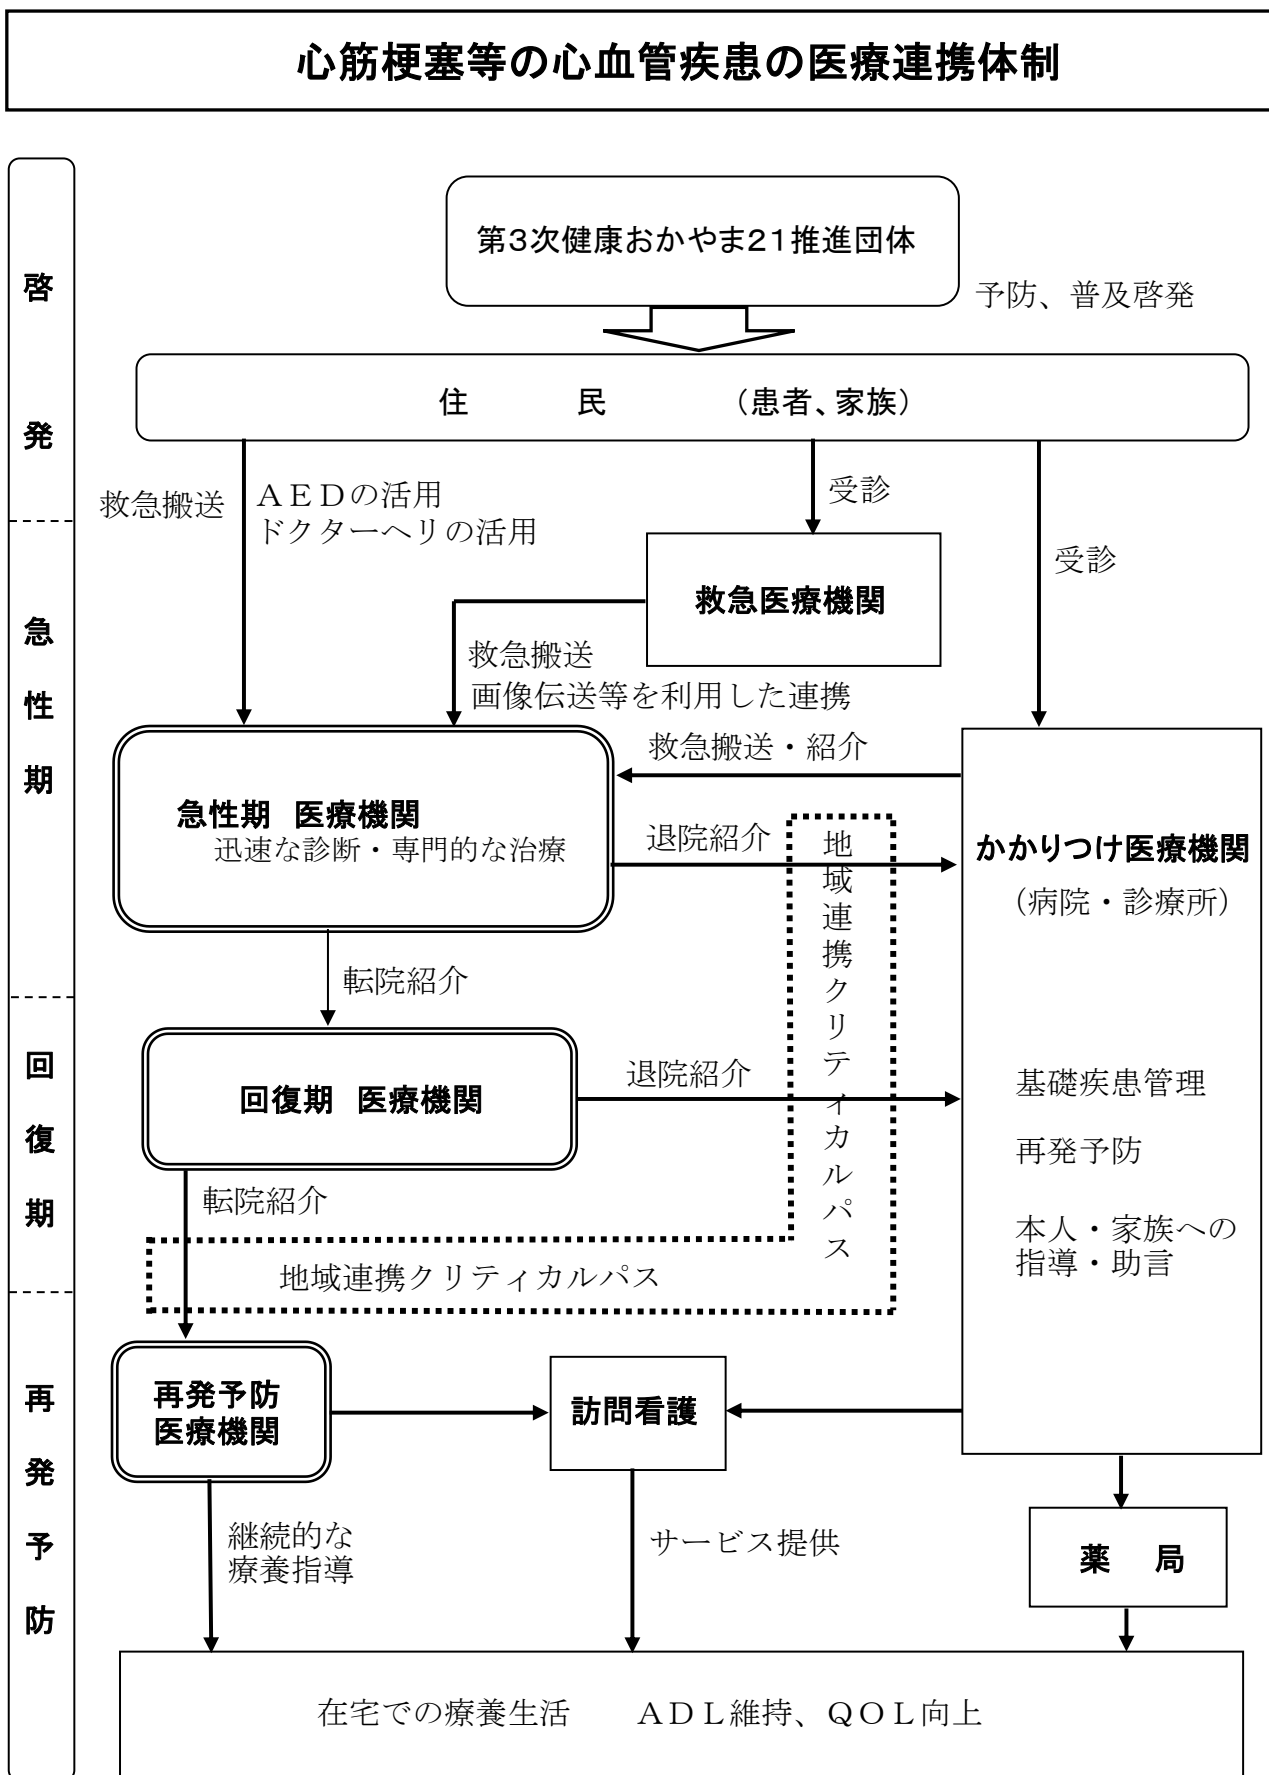 心筋梗塞等の心血管疾患の医療連携体制
啓発
急性期
回復期
再発予防
第3次健康おかやま21推進団体
予防、普及啓発
住　民　（患者、家族）
救急搬送
ＡＥＤの活用
ドクターヘリの活用
受診
受診
救急医療機関
救急搬送
画像伝送等を利用した連携
救急搬送・紹介
急性期　医療機関
迅速な診断・専門的な治療
退院紹介
地域連携クリティカルパス
かかりつけ医療機関
（病院・診療所）
転院紹介
回復期　医療機関
退院紹介
基礎疾患管理
再発予防
本人・家族への
指導・助言
転院紹介
地域連携クリティカルパス
再発予防
医療機関
訪問看護
継続的な
療養指導
サービス提供
薬　局
在宅での療養生活　ＡＤＬ維持、ＱＯＬ向上